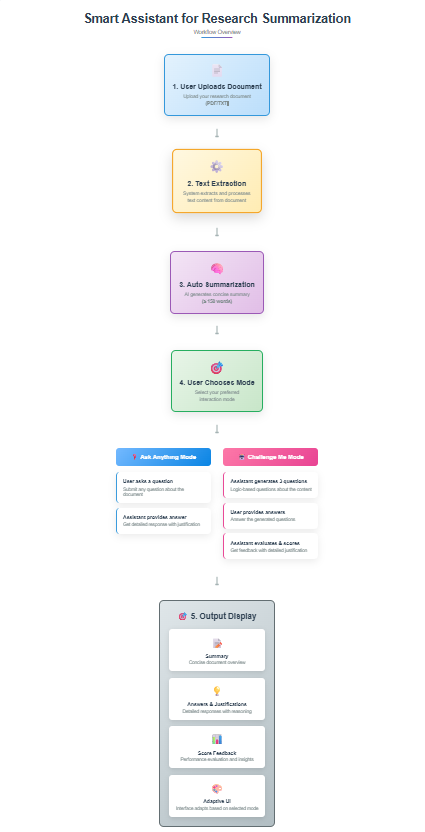 Smart Assistant for Research Summarization
Workflow Overview
1. User Uploads Document
Upload your research document
(PDF/TXT)
2. Text Extraction
System extracts and processes
text content from document
3. Auto Summarization
AI generates concise summary
words)
4. User Chooses Mode
Select your preferred
interaction mode
Ask Anything Mode
User asks a question
Submit any question about the
document
Assistant provides answer
Get detailed response with justification
Challenge Me Mode
Assistant generates 3 questions
Logic-based questions about the content
User provides answers
Answer the generated questions
Assistant evaluates & scores
Get feedback with detailed justification
5. Output Display
Summary
Concise document overview
Answers & Justifications
Detailed responses with reasoning
Score Feedback
Performance evaluation and insights
Adaptive UI
Interface adapts based on selected mode